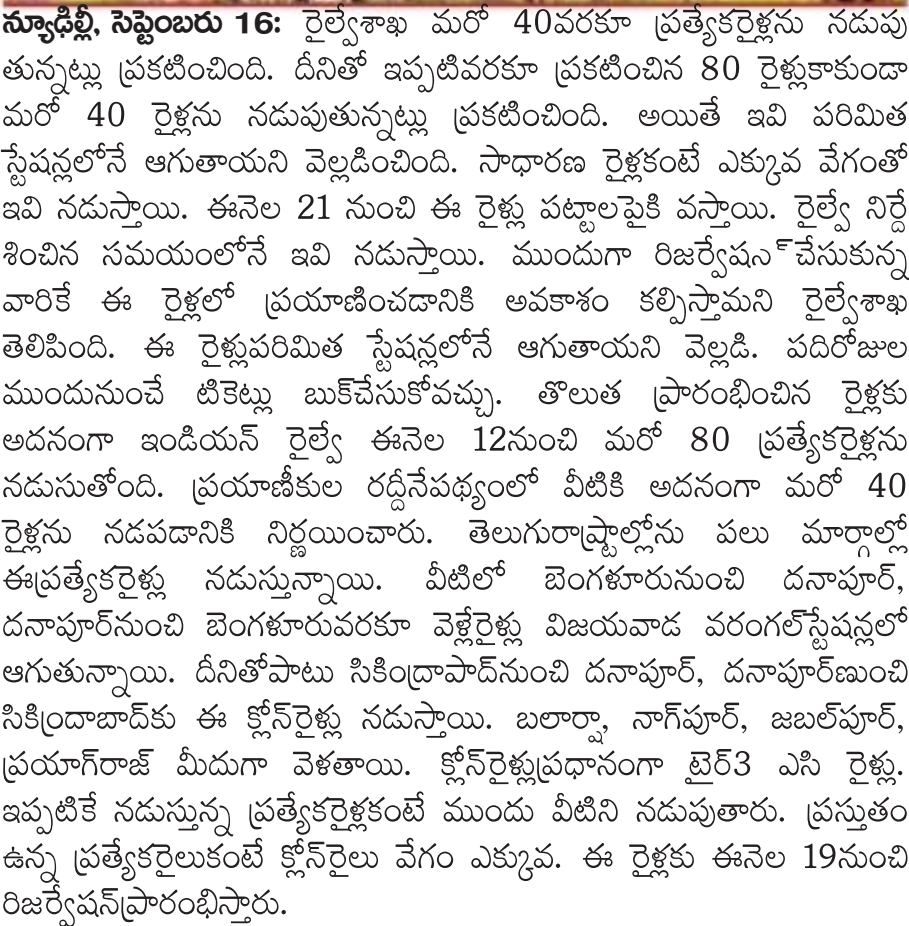 న్యూఢిల్లీ, సెప్టెంబరు 16: రైల్వేశాఖ మరో 40వరకూ ప్రత్యేకరైళ్లను నడుపు
తున్నట్లు ప్రకటించింది. దీనితో ఇప్పటివరకూ ప్రకటించిన 80 రైళ్లుకాకుండా
మరో 40 రైళ్లను నడుపుతున్నట్లు ప్రకటించింది. అయితే ఇవి పరిమిత
స్టేషన్లలోనే ఆగుతాయని వెల్లడించింది. సాధారణ రైళ్లకంటే ఎక్కువ వేగంతో
ఇవి నడుస్తాయి. ఈనెల 21 నుంచి ఈ రైళ్లు పట్టాలపైకి వస్తాయి. రైల్వే నిర్దే
శించిన సమయంలోనే ఇవి నడుస్తాయి. ముందుగా రిజర్వేషన్‌చేసుకున్న
వారికే ఈ రైళ్లలో ప్రయాణించడానికి అవకాశం కల్పిస్తామని రైల్వేశాఖ
తెలిపింది. ఈ రైళ్లుపరిమిత స్టేషన్లలోనే ఆగుతాయని వెల్లడి. పదిరోజుల
ముందునుంచే టికెట్లు బుక్‌చేసుకోవచ్చు. తొలుత ప్రారంభించిన రైళ్లకు
అదనంగా ఇండియన్ రైల్వే ఈనెల 12నుంచి మరో 80 ప్రత్యేకరైళ్లను
నడుసుతోంది. ప్రయాణీకుల రద్దీనేపథ్యంలో వీటికి అదనంగా మరో 40
రైళ్లను నడపడానికి నిర్ణయించారు. తెలుగురాష్ట్రాల్లోను పలు మార్గాల్లో
ఈప్రత్యేకరైళ్లు నడుస్తున్నాయి. వీటిలో బెంగళూరునుంచి దనాపూర్,
దనాపూర్‌నుంచి బెంగళూరువరకూ వెళ్లేరైళ్లు విజయవాడ వరంగల్‌స్టేషన్లలో
ఆగుతున్నాయి. దీనితోపాటు సికింద్రాపాద్‌నుంచి దనాపూర్, దనాపూర్‌ణుంచి
సికిద్రాబాద్‌కు ఈ క్లోన్‌రైళ్లు నడుస్తాయి. బలార్షా, నాగ్‌పూర్, జబల్‌పూర్,
ప్రయాగ్‌రాజ్ మీదుగా వెళతాయి. క్లోన్‌రైళ్లుప్రధానంగా టైర్‌3 ఎసి రైళ్లు.
ఇప్పటికే నడుస్తున్న ప్రత్యేకరైళ్లకంటే ముందు వీటిని నడుపుతారు. ప్రస్తుతం
ఉన్న ప్రత్యేకరైలుకంటే క్లోన్‌రైలు వేగం ఎక్కువ. ఈ రైళ్లకు ఈనెల 19నుంచి
రిజర్వేషన్‌ప్రారంభిస్తారు.